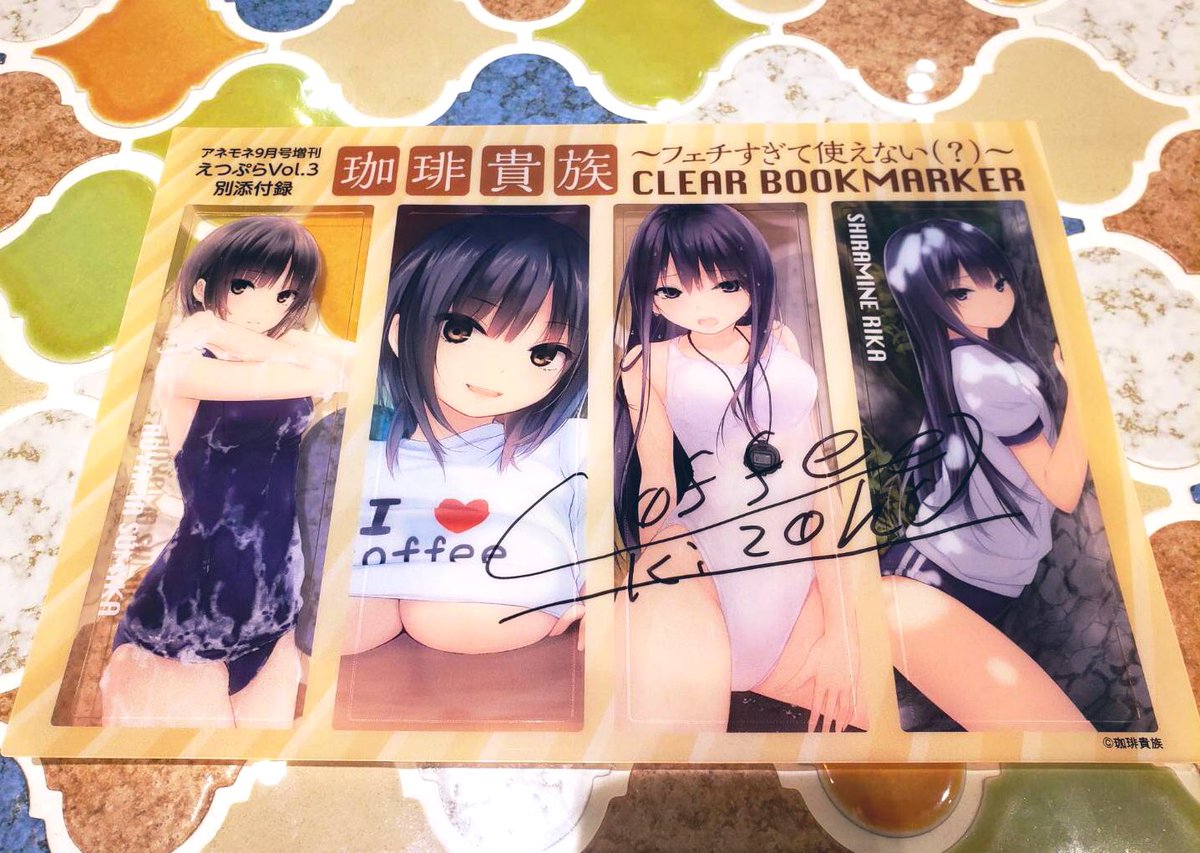 アネモネ9月号増刊
えつぷらVol.3
別添付録
珈琲貴族
～フェチすぎて使えない(？)～
CLEAR BOOKMARKER
SHIRAMINE RIKA
I ❤
offee
Coffee
Kizoku
©珈琲貴族